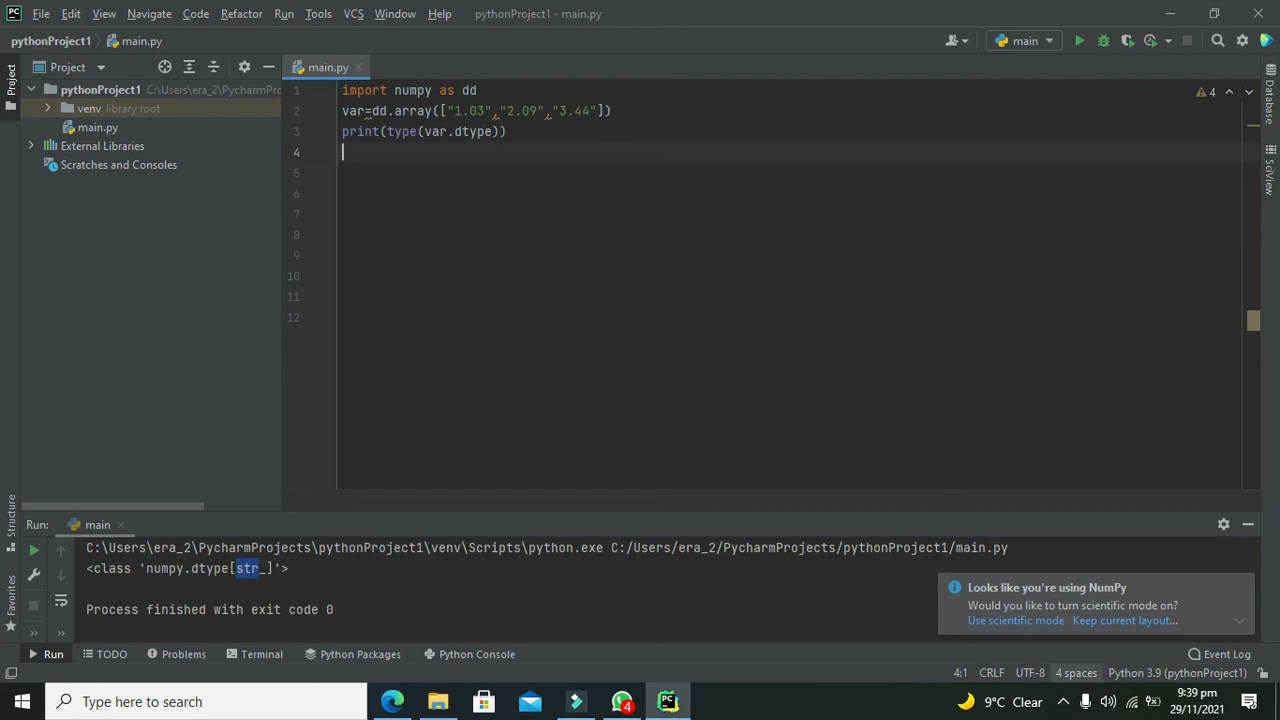 PC File Edit View Navigate Code Refactor Run Tools VCS Window Help pythonProject1 - main.py
pythonProject1 main.py main
Project main.py
Project
pythonProject1 C:\Users\era_2\PycharmPro
venv library root
main.py
External Libraries
Scratches and Consoles
1 import numpy as dd
2 var=dd.array(["1.03","2.09","3.44"])
3 print(type(var.dtype))
4
5
6
7
8
9
10
11
12
4
Database
SciView
Structure
Favorites
Run: main
C:\Users\era_2\PycharmProjects\pythonProject1\venv\Scripts\python.exe C:/Users/era_2/PycharmProjects/pythonProject1/main.py
<class 'numpy.dtype[str_]'>
Process finished with exit code 0
Looks like you're using NumPy
Would you like to turn scientific mode on?
Use scientific mode Keep current layout...
Run TODO Problems Terminal Python Packages Python Console Event Log
4:1 CRLF UTF-8 4 spaces Python 3.9 (pythonProject1)
Type here to search 4 PC 9°C Clear 9:39 pm
29/11/2021